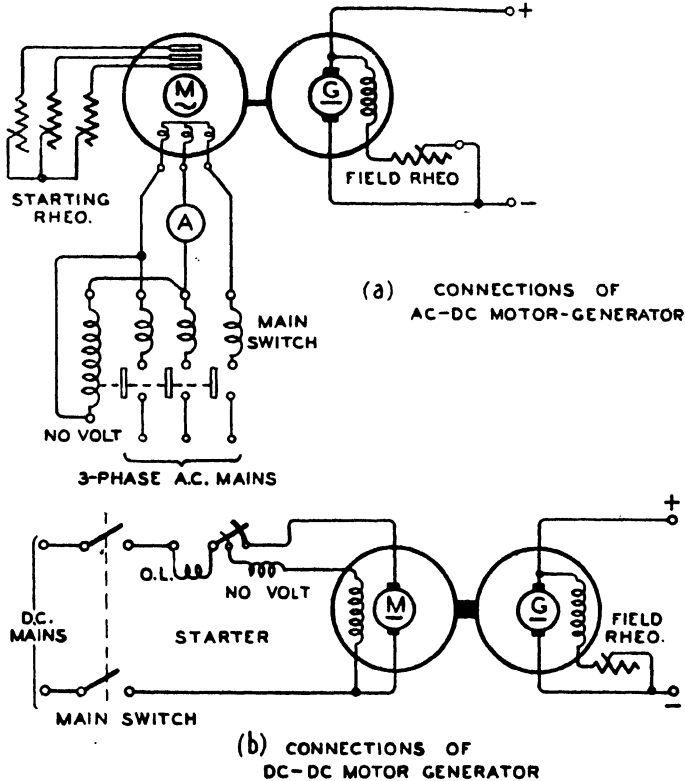 +
M
~
G
STARTING
RHEO.
FIELD RHEO
−
A
(a) CONNECTIONS OF
AC–DC MOTOR-GENERATOR
MAIN
SWITCH
NO VOLT
3-PHASE A.C. MAINS
+
O.L.
NO VOLT
D.C.
MAINS
STARTER
M
G
FIELD
RHEO.
−
MAIN SWITCH
(b) CONNECTIONS OF
DC–DC MOTOR GENERATOR